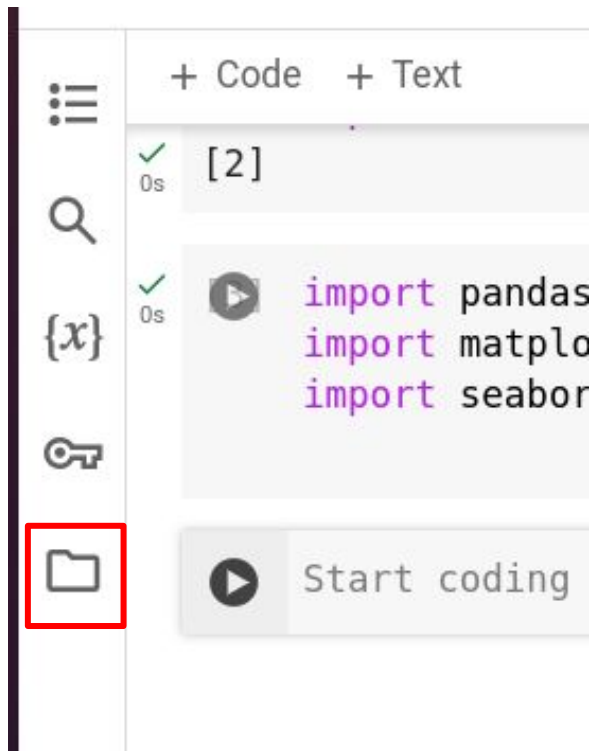 + Code + Text
0s [2]
{x}
0s import pandas
import matplo
import seabor
Start coding